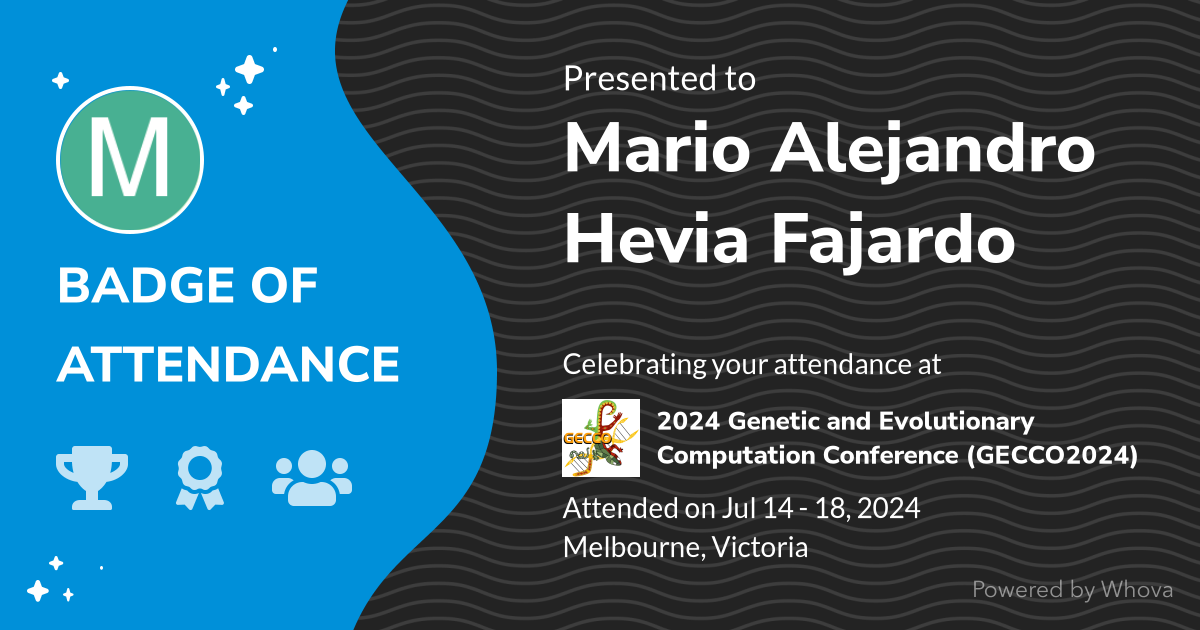 M
BADGE OF
ATTENDANCE
Presented to
Mario Alejandro
Hevia Fajardo
Celebrating your attendance at
GECCO
2024 Genetic and Evolutionary
Computation Conference (GECCO2024)
Attended on Jul 14 - 18, 2024
Melbourne, Victoria
Powered by Whova